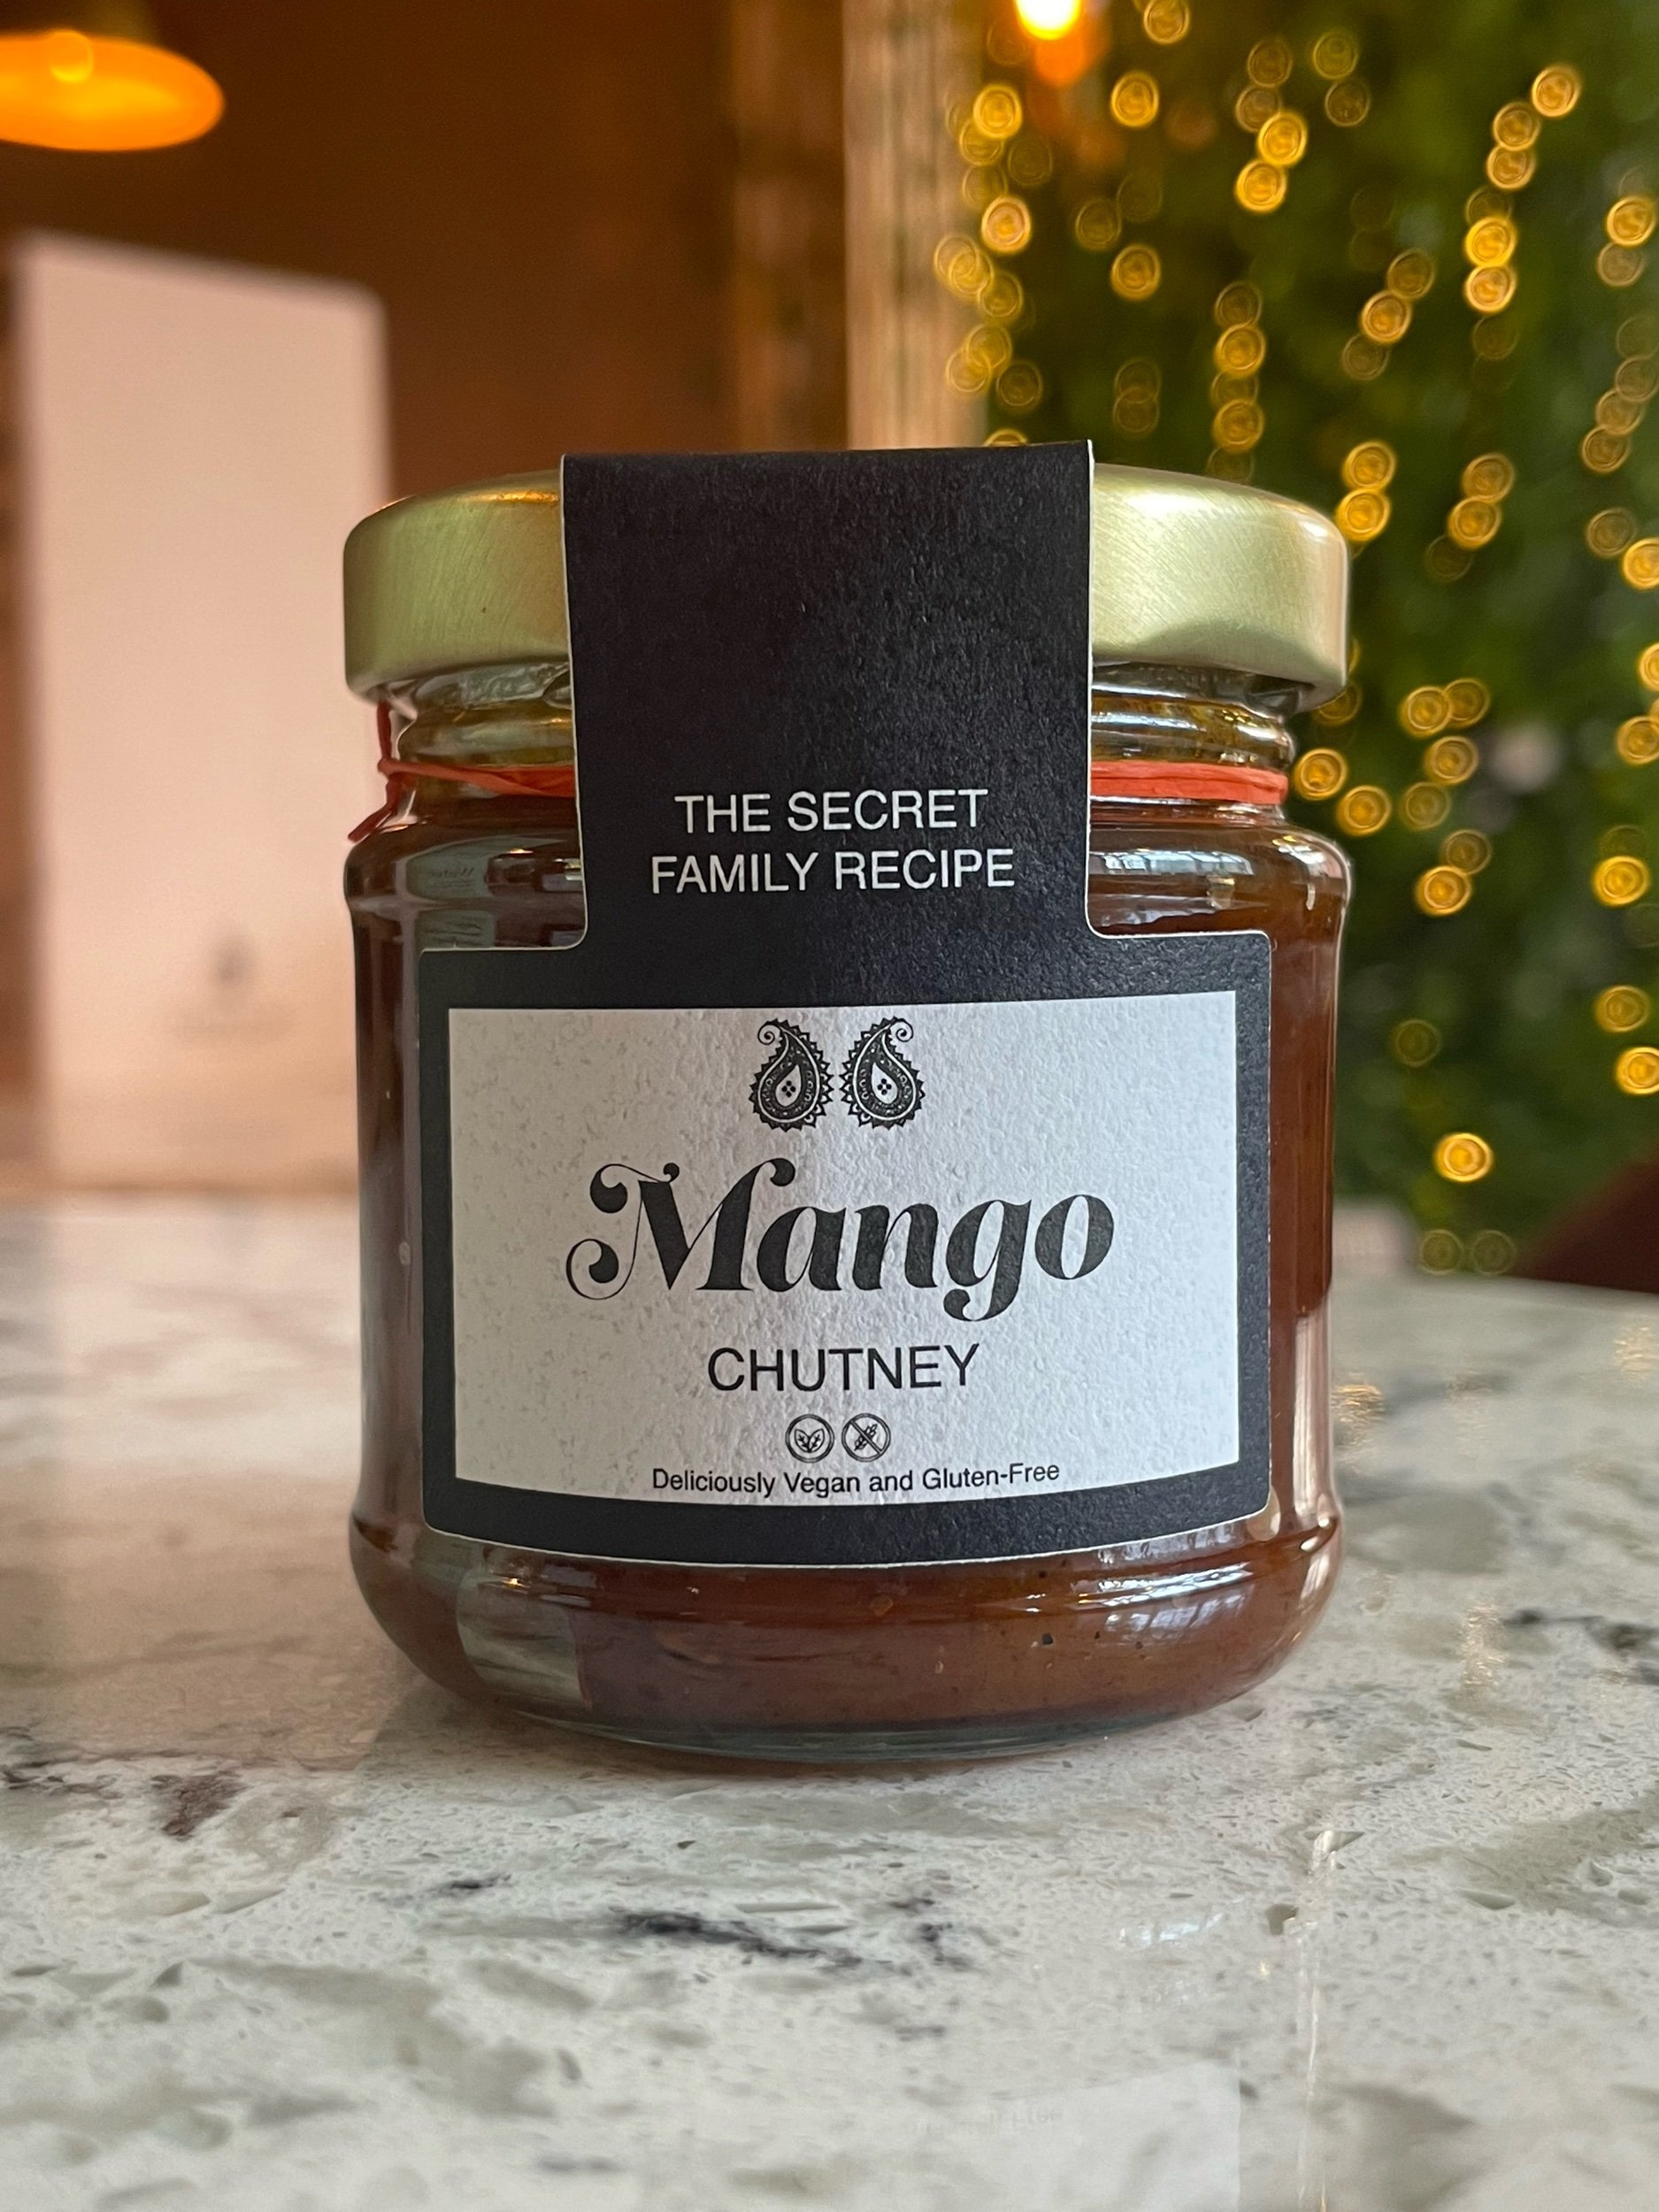 THE SECRET
FAMILY RECIPE
Mango
CHUTNEY
Deliciously Vegan and Gluten-Free